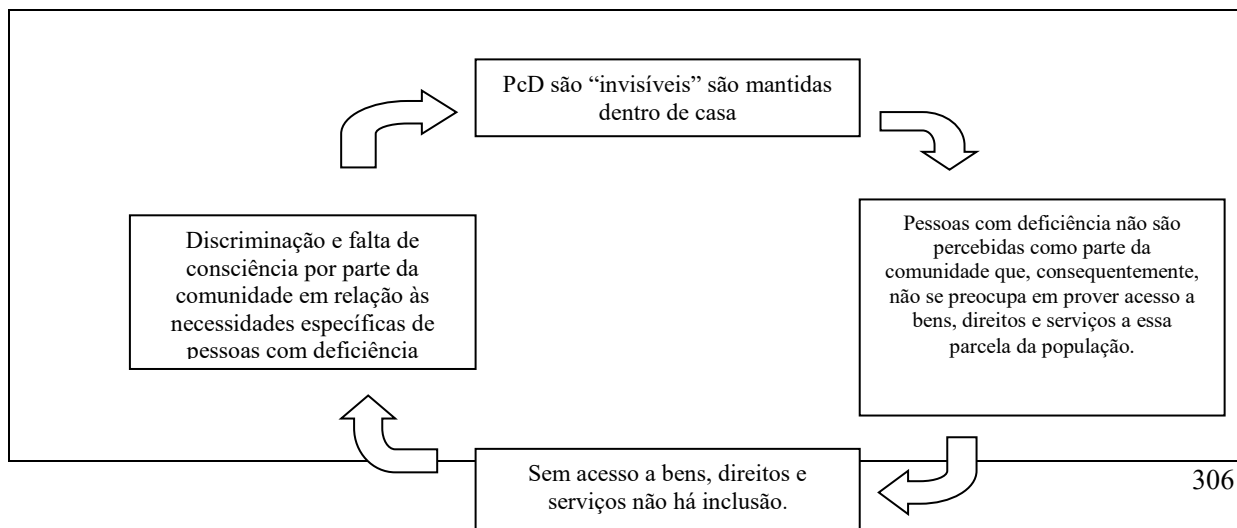 PcD são “invisíveis” são mantidas
dentro de casa
Pessoas com deficiência não são
percebidas como parte da
comunidade que, consequentemente,
não se preocupa em prover acesso a
bens, direitos e serviços a essa
parcela da população.
Sem acesso a bens, direitos e
serviços não há inclusão.
Discriminação e falta de
consciência por parte da
comunidade em relação às
necessidades específicas de
pessoas com deficiência
306